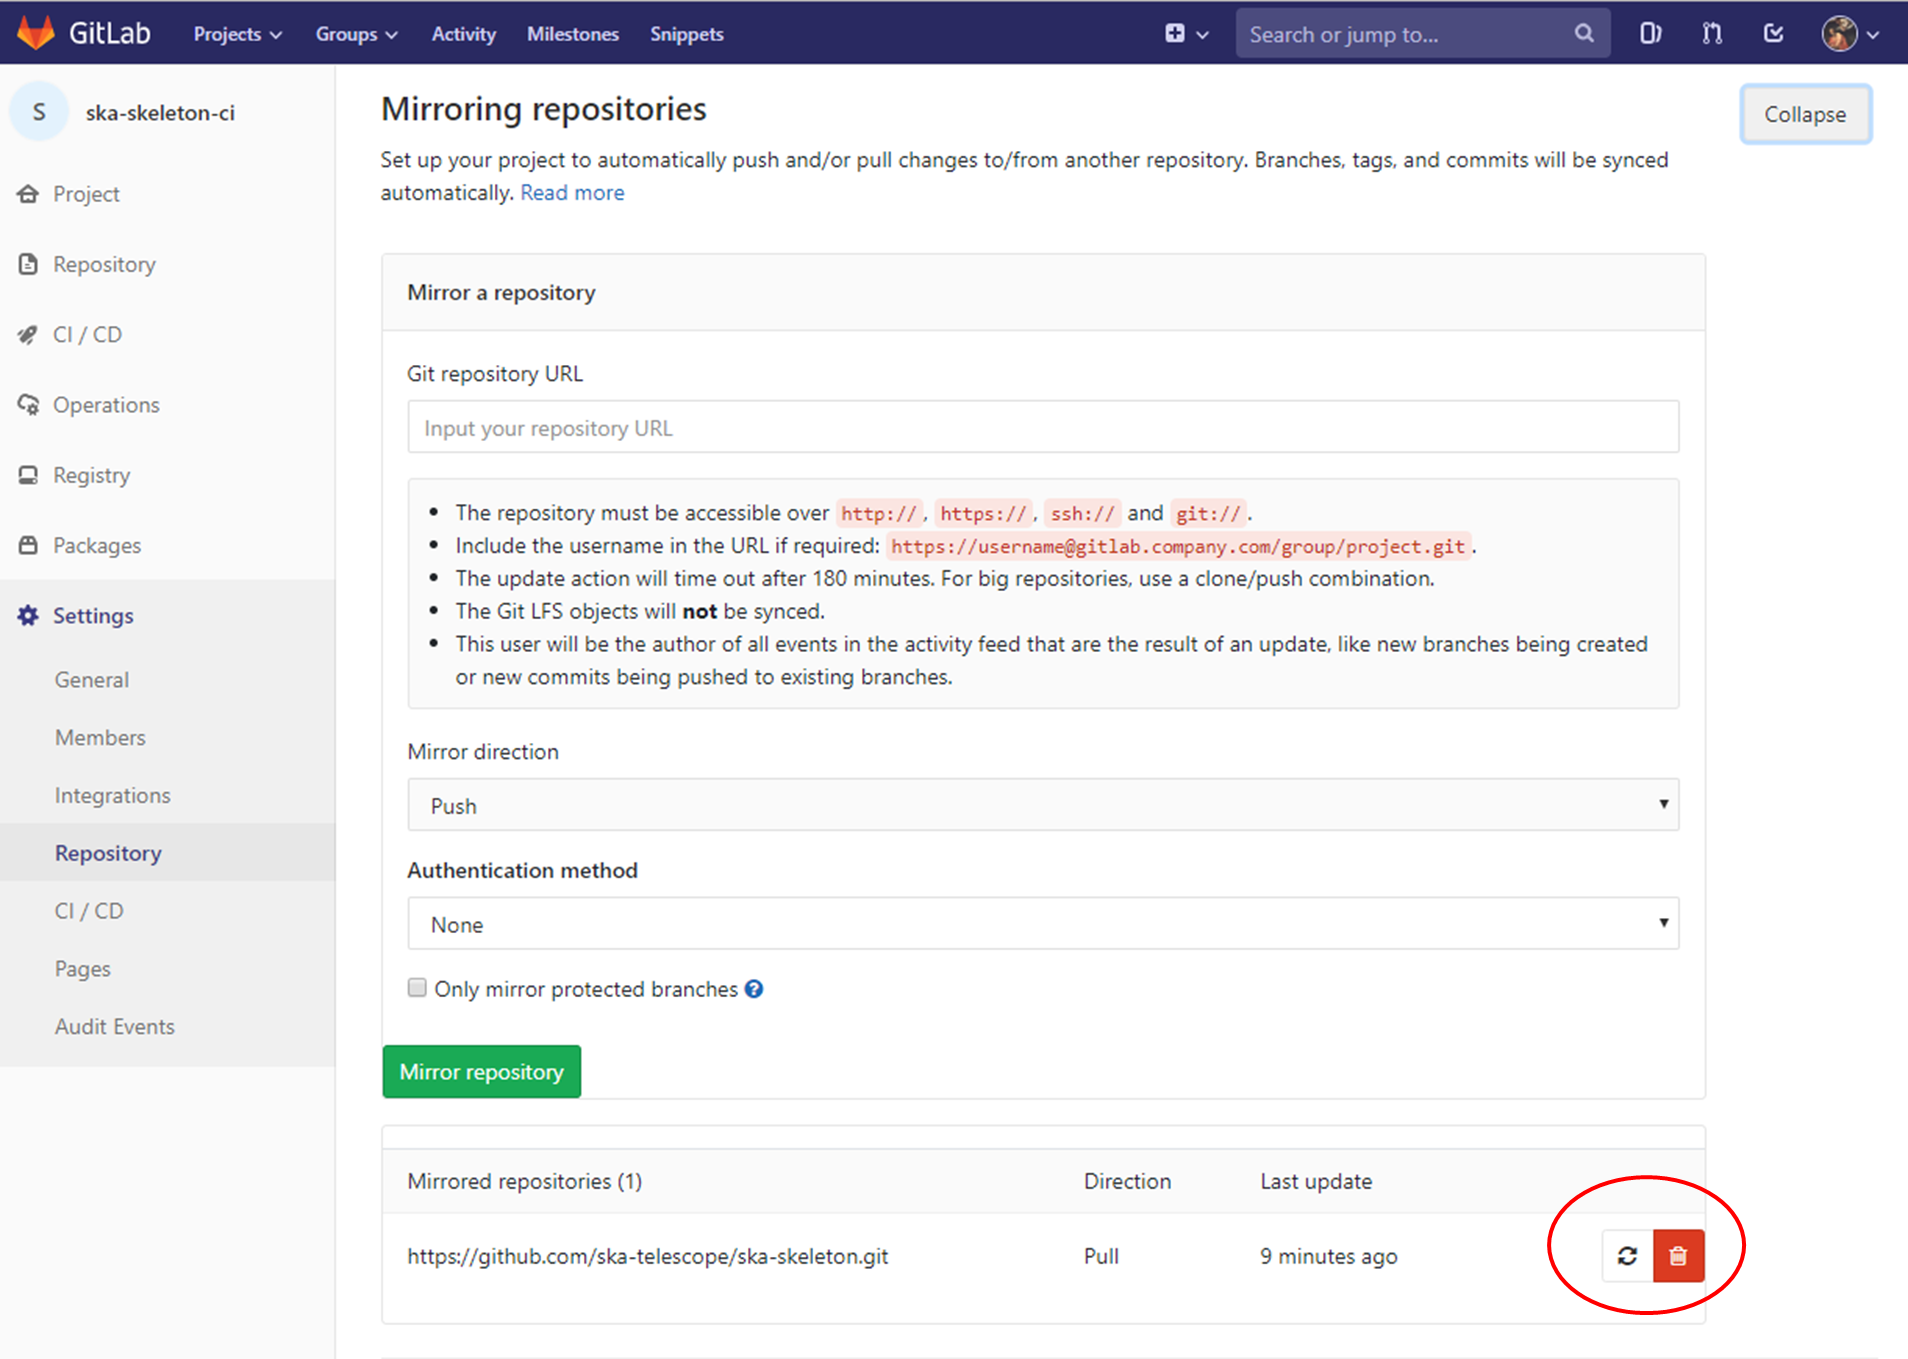 GitLab Projects Groups Activity Milestones Snippets Search or jump to...
S ska-skeleton-ci
Project
Repository
CI / CD
Operations
Registry
Packages
Settings
General
Members
Integrations
Repository
CI / CD
Pages
Audit Events
Mirroring repositories
Collapse
Set up your project to automatically push and/or pull changes to/from another repository. Branches, tags, and commits will be synced
automatically. Read more
Mirror a repository
Git repository URL
Input your repository URL
• The repository must be accessible over http://, https://, ssh:// and git://.
• Include the username in the URL if required: https://username@gitlab.company.com/group/project.git.
• The update action will time out after 180 minutes. For big repositories, use a clone/push combination.
• The Git LFS objects will not be synced.
• This user will be the author of all events in the activity feed that are the result of an update, like new branches being created
or new commits being pushed to existing branches.
Mirror direction
Push
Authentication method
None
Only mirror protected branches ?
Mirror repository
Mirrored repositories (1) Direction Last update
https://github.com/ska-telescope/ska-skeleton.git Pull 9 minutes ago